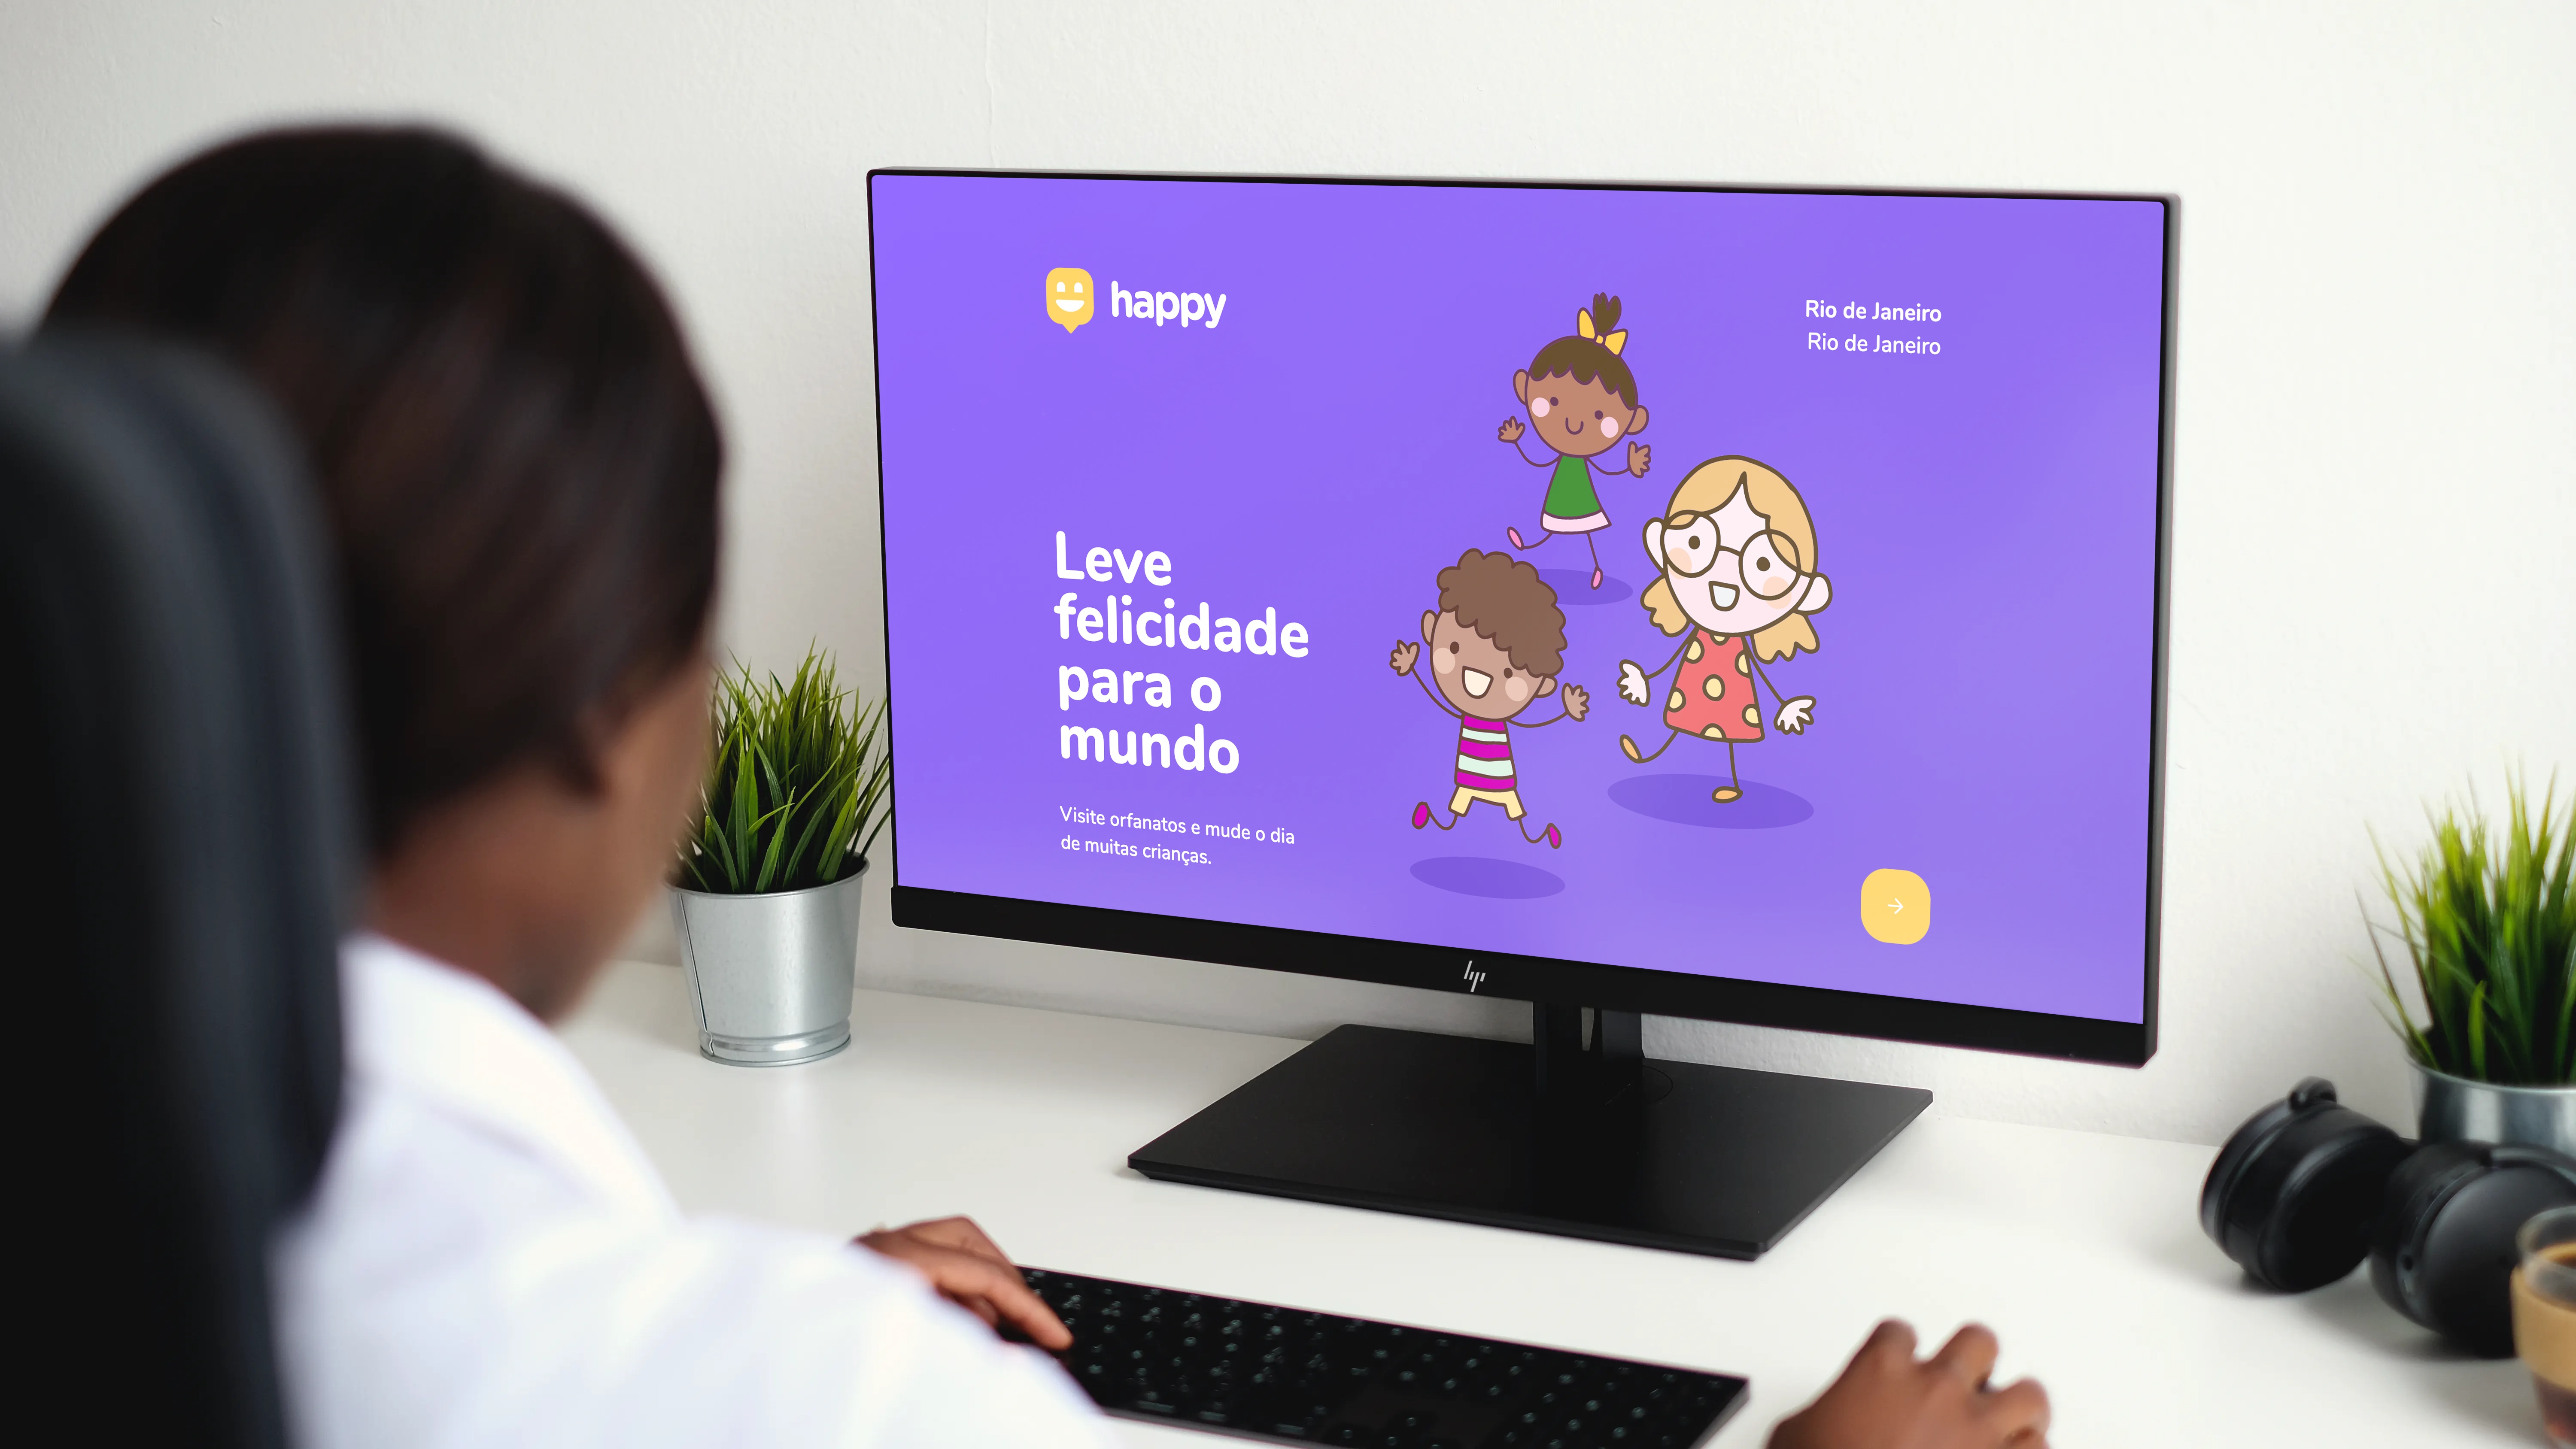 happy
Rio de Janeiro
Rio de Janeiro
Leve
felicidade
para o
mundo
Visite orfanatos e mude o dia
de muitas crianças.
hp